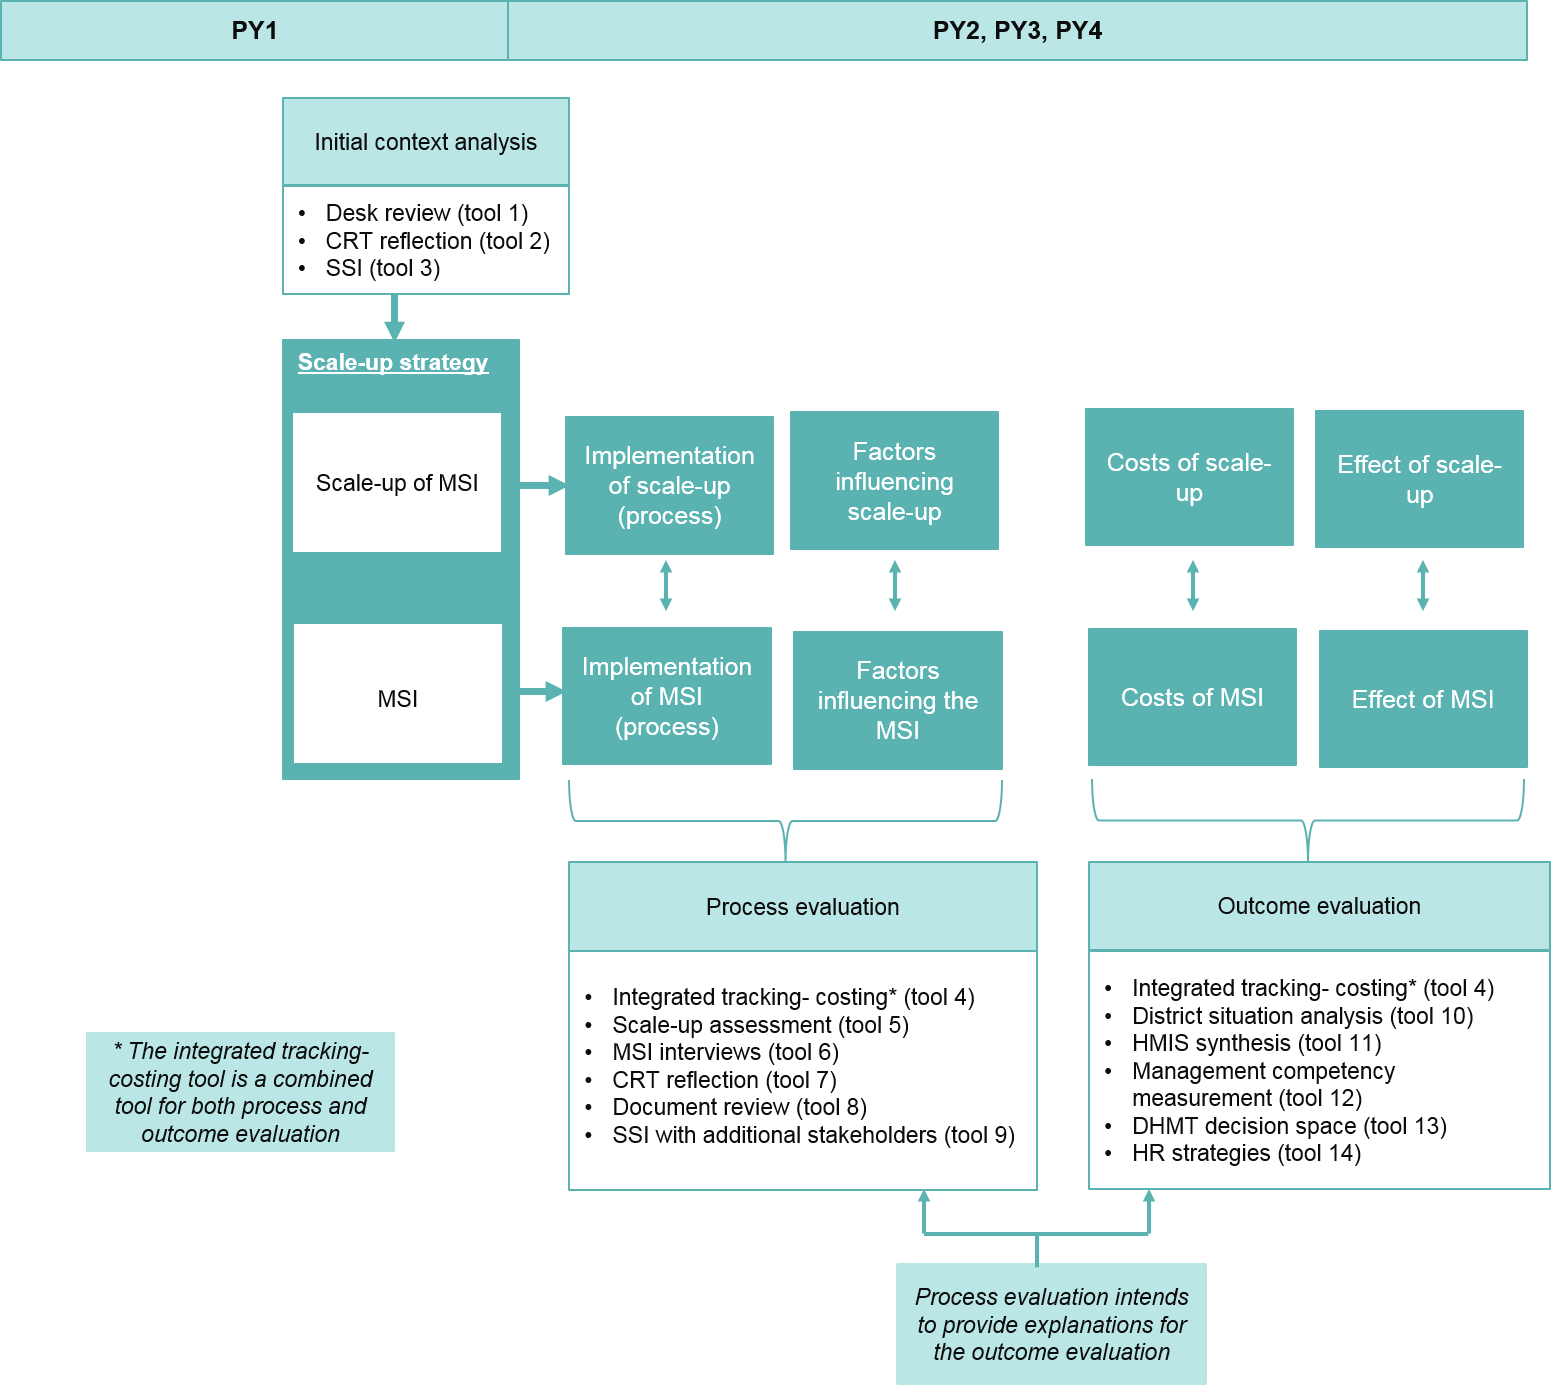 PY1
PY2, PY3, PY4
Initial context analysis
• Desk review (tool 1)
• CRT reflection (tool 2)
• SSI (tool 3)
Scale-up strategy
Scale-up of MSI
MSI
Implementation
of scale-up
(process)
Factors
influencing
scale-up
Costs of scale-
up
Effect of scale-
up
Implementation
of MSI
(process)
Factors
influencing the
MSI
Costs of MSI
Effect of MSI
Process evaluation
• Integrated tracking- costing* (tool 4)
• Scale-up assessment (tool 5)
• MSI interviews (tool 6)
• CRT reflection (tool 7)
• Document review (tool 8)
• SSI with additional stakeholders (tool 9)
Outcome evaluation
• Integrated tracking- costing* (tool 4)
• District situation analysis (tool 10)
• HMIS synthesis (tool 11)
• Management competency
measurement (tool 12)
• DHMT decision space (tool 13)
• HR strategies (tool 14)
* The integrated tracking-
costing tool is a combined
tool for both process and
outcome evaluation
Process evaluation intends
to provide explanations for
the outcome evaluation